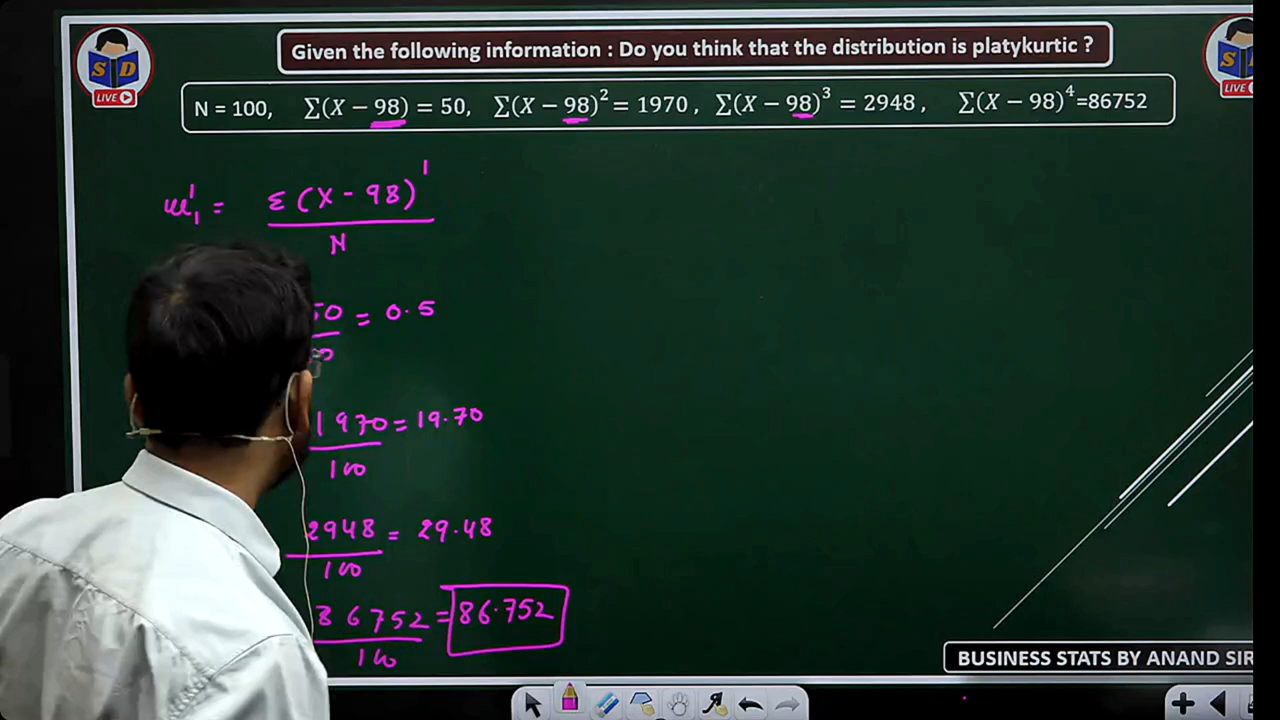 Given the following information : Do you think that the distribution is platykurtic ?
S D
LIVE
LIVE
N = 100, ∑(X − 98) = 50, ∑(X − 98)² = 1970 , ∑(X − 98)³ = 2948 , ∑(X − 98)⁴=86752
m₁' = Σ(X - 98)¹
N
50 = 0.5
1970 = 19.70
100
2948 = 29.48
100
86752 = 86.752
100
BUSINESS STATS BY ANAND SIR